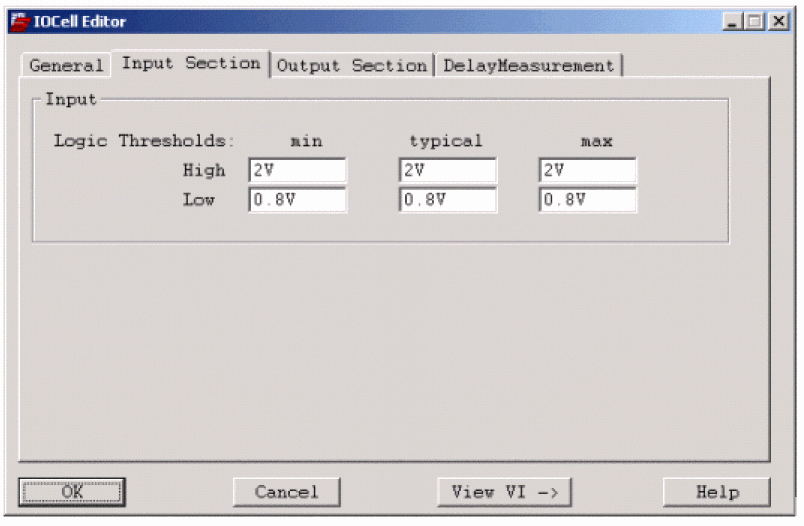 IOCell Editor
General Input Section Output Section DelayMeasurement
Input
Logic Thresholds: min typical max
High 2V 2V 2V
Low 0.8V 0.8V 0.8V
OK Cancel View VI -> Help